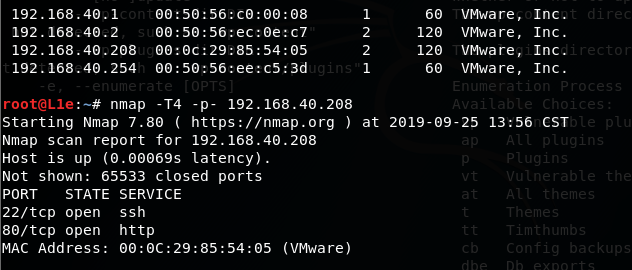 192.168.40.1 00:50:56:c0:00:08 1 60 VMware, Inc.
192.168.40.2 00:50:56:ec:0e:c7 2 120 VMware, Inc.
192.168.40.208 00:0c:29:85:54:05 2 120 VMware, Inc.
192.168.40.254 00:50:56:ee:c5:3d 1 60 VMware, Inc.
-e, --enumerate [OPTS]
Enumeration Process
root@L1e:~# nmap -T4 -p- 192.168.40.208
Available Choices:
Starting Nmap 7.80 ( https://nmap.org ) at 2019-09-25 13:56 CST
Nmap scan report for 192.168.40.208
ap All plugins
Host is up (0.00069s latency).
p Plugins
Not shown: 65533 closed ports
vt Vulnerable the
PORT STATE SERVICE
at All themes
22/tcp open ssh
t Themes
80/tcp open http
tt Timthumbs
MAC Address: 00:0C:29:85:54:05 (VMware)
cb Config backups
dbe Db exports